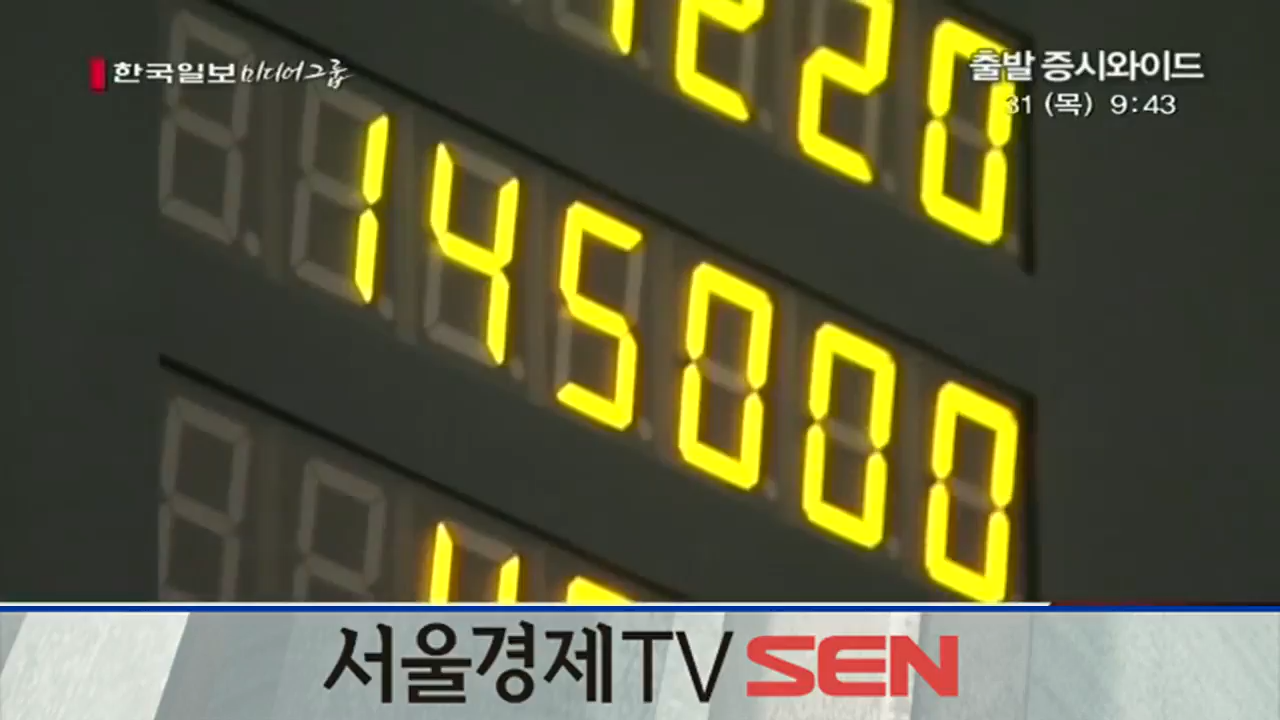 한국일보 미디어그룹
출발 증시와이드
31 (목) 9:43
220
145000
서울경제TV SEN